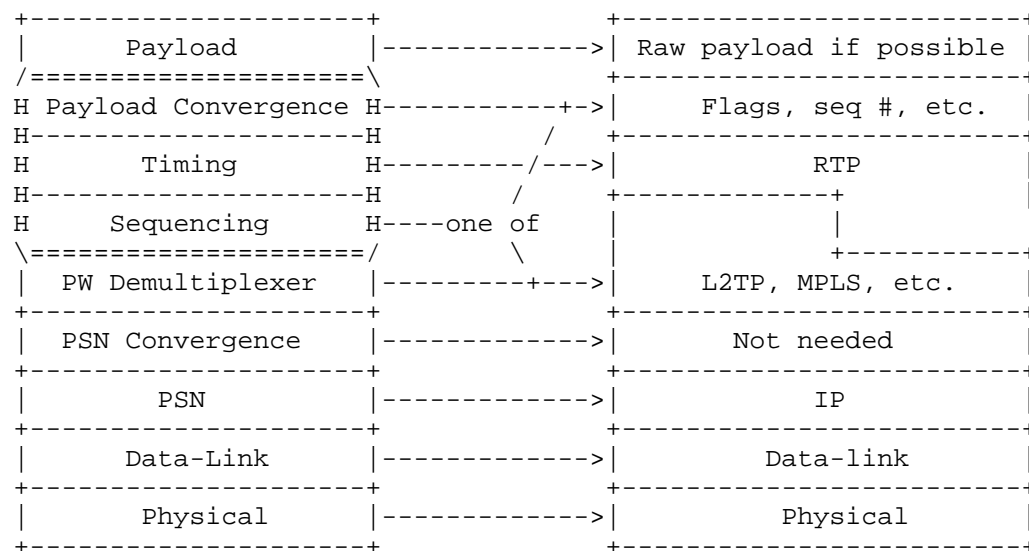 Payload Raw payload if possible
Payload Convergence Flags, seq #, etc.
Timing RTP
Sequencing one of
PW Demultiplexer L2TP, MPLS, etc.
PSN Convergence Not needed
PSN IP
Data-Link Data-link
Physical Physical